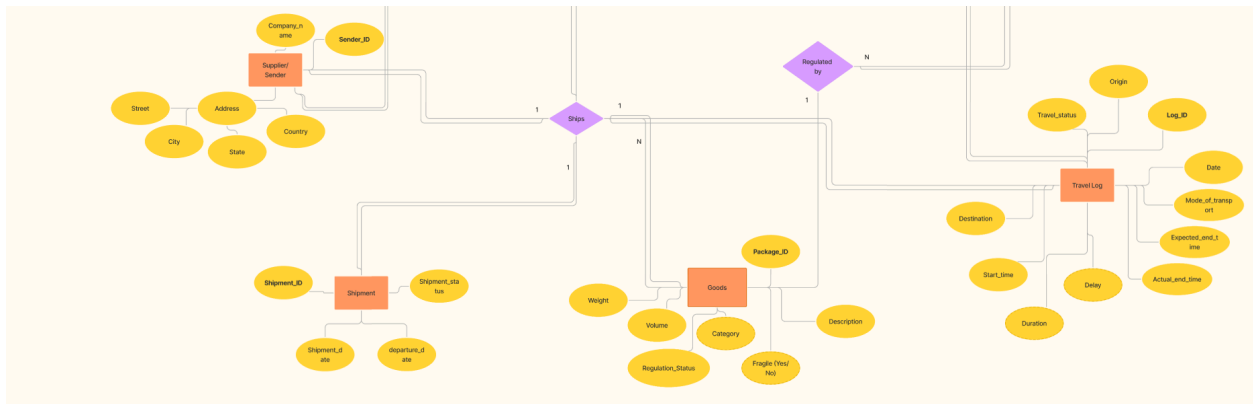 Company_n
ame
Sender_ID
Supplier/
Sender
Street
Address
City
State
Country
1
Ships
1
N
1
Regulated
by
N
1
Origin
Travel_status
Log_ID
Date
Travel Log
Mode_of_transp
ort
Destination
Expected_end_t
ime
Start_time
Delay
Actual_end_time
Duration
Shipment_ID
Shipment
Shipment_sta
tus
Shipment_d
ate
departure_d
ate
Package_ID
Goods
Weight
Volume
Category
Description
Regulation_Status
Fragile (Yes/
No)